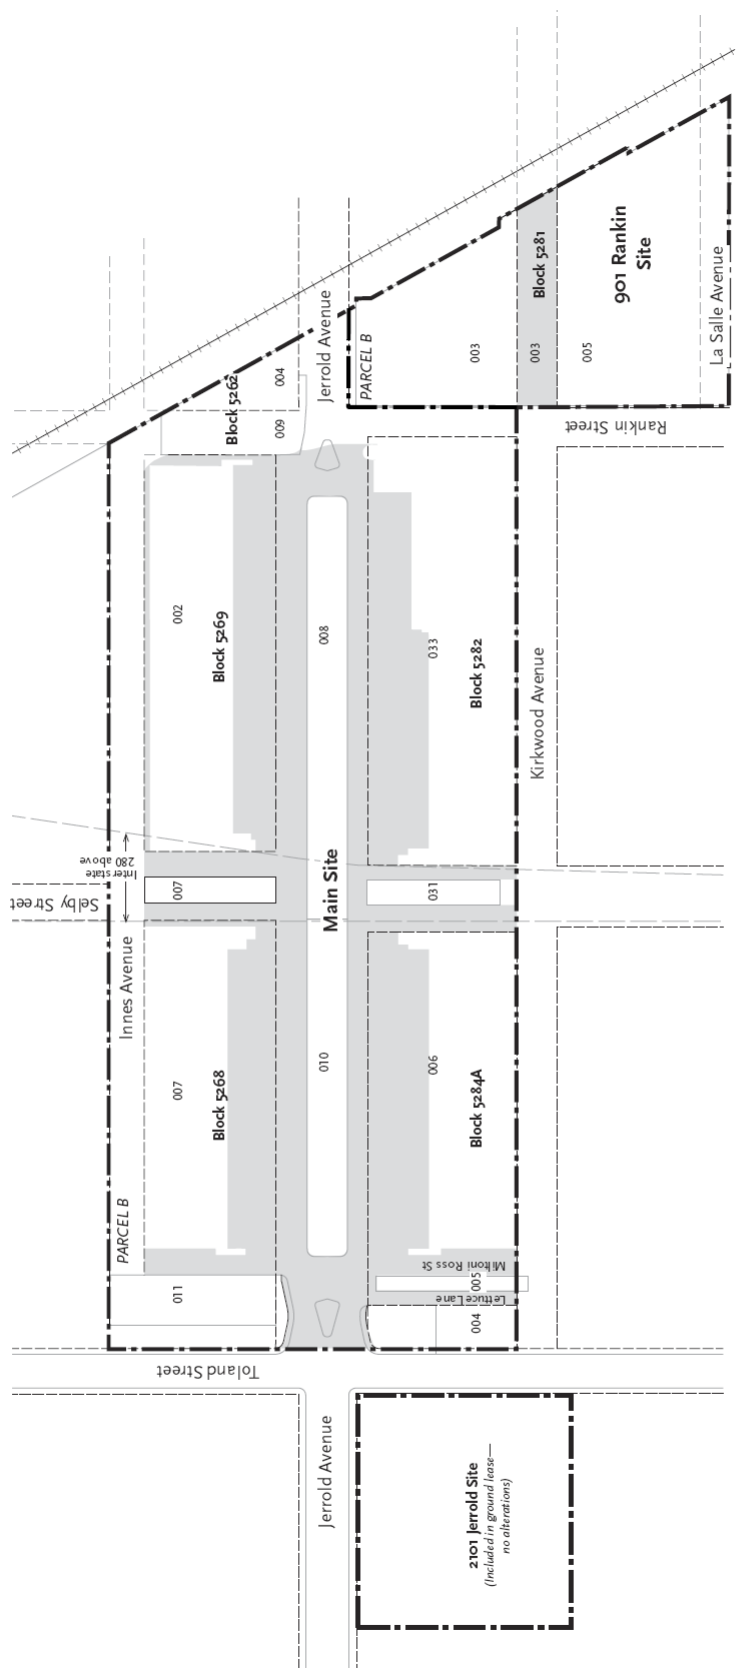 Jerrold Avenue
PARCEL B
Block 5281
901 Rankin
Site
La Salle Avenue
003
003
005
Block 5262
004
009
Rankin Street
002
Block 5269
008
033
Block 5282
Kirkwood Avenue
Interstate
280 above
Selby Street
007
Main Site
031
Innes Avenue
007
Block 5268
010
006
Block 5284A
PARCEL B
011
Miltoni Ross St
005
Lettuce Lane
004
Toland Street
Jerrold Avenue
2101 Jerrold Site
(Included in ground lease—
no alterations)